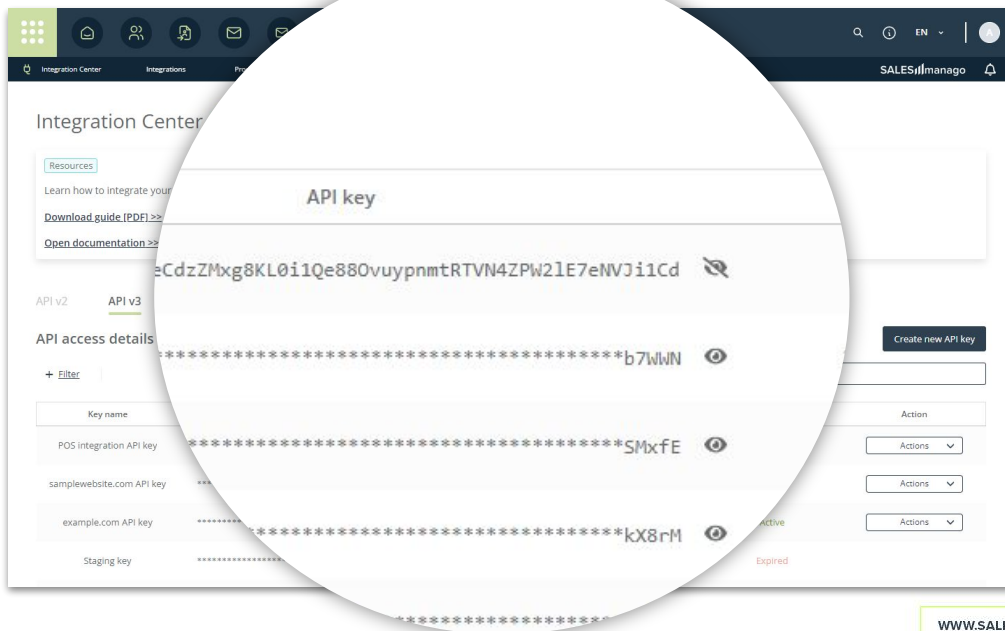 EN
Integration Center
Integrations
SALESmanago
Integration Center
Resources
Learn how to integrate your
Download guide [PDF] >>
Open documentation >>
API v2
API v3
API access details
Create new API key
+ Filter
Key name
API key
Action
eCdzZMxg8KL0i1Qe88OvuypnmtRTVN4ZPW2lE7eNVJi1Cd
*****************************************b7WWN
**************************************SMxfE
********************************kX8rM
POS integration API key
Actions
samplewebsite.com API key
Actions
example.com API key
Active
Actions
Staging key
Expired
WWW.SALE